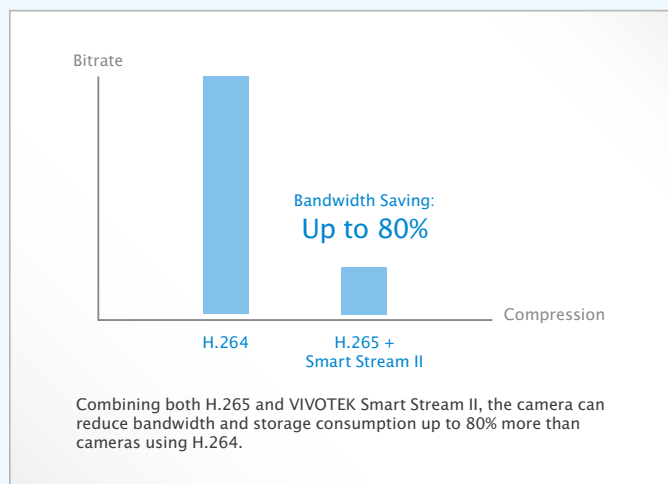 Bitrate
Bandwidth Saving:
Up to 80%
Compression
H.264
H.265 +
Smart Stream II
Combining both H.265 and VIVOTEK Smart Stream II, the camera can
reduce bandwidth and storage consumption up to 80% more than
cameras using H.264.